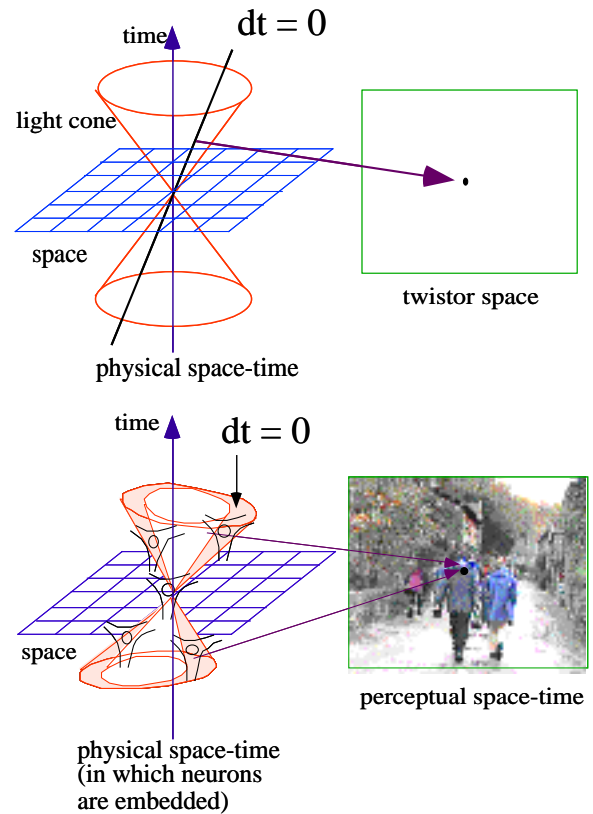 dt = 0
time
light cone
space
twistor space
physical space-time
time
dt = 0
space
perceptual space-time
physical space-time
(in which neurons
are embedded)